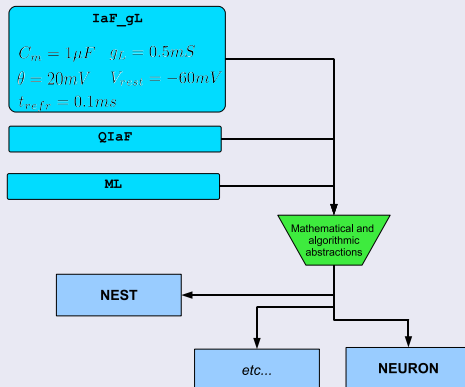 IaF_gL
C_m = 1μF g_L = 0.5mS
θ = 20mV V_rest = −60mV
t_refr = 0.1ms
QIaF
ML
Mathematical and
algorithmic
abstractions
NEST
etc...
NEURON